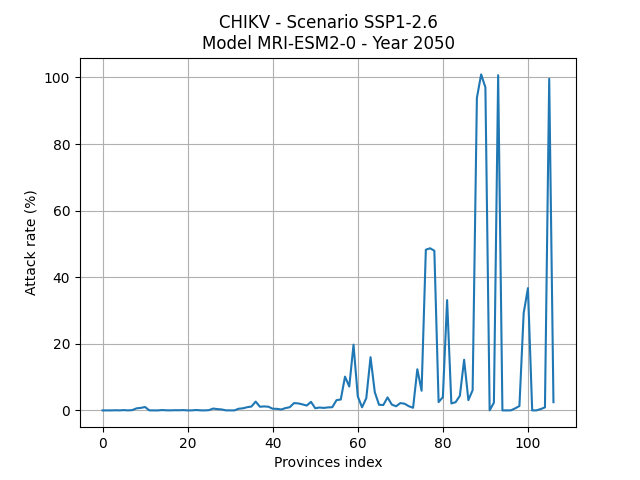 CHIKV - Scenario SSP1-2.6
Model MRI-ESM2-0 - Year 2050
100
80
60
40
20
0
Attack rate (%)
0 20 40 60 80 100
Provinces index